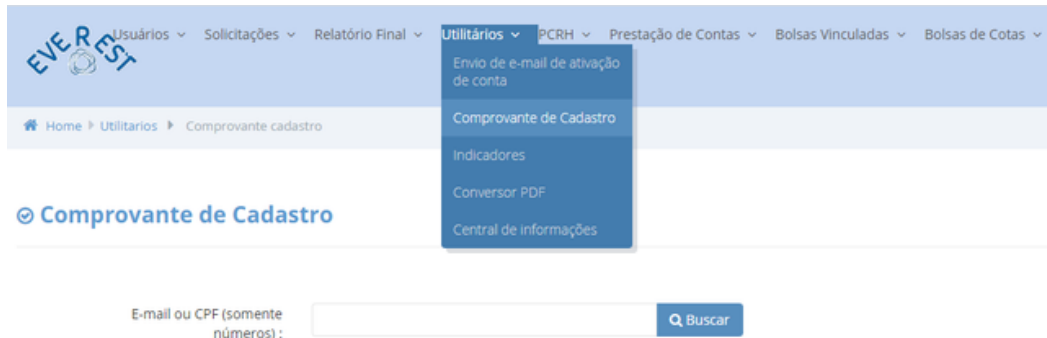 EVEREST
Usuários Solicitações Relatório Final Utilitários PCRH Prestação de Contas Bolsas Vinculadas Bolsas de Cotas
Envio de e-mail de ativação
de conta
Comprovante de Cadastro
Indicadores
Conversor PDF
Central de informações
Home Utilitarios Comprovante cadastro
Comprovante de Cadastro
E-mail ou CPF (somente
números) :
Buscar